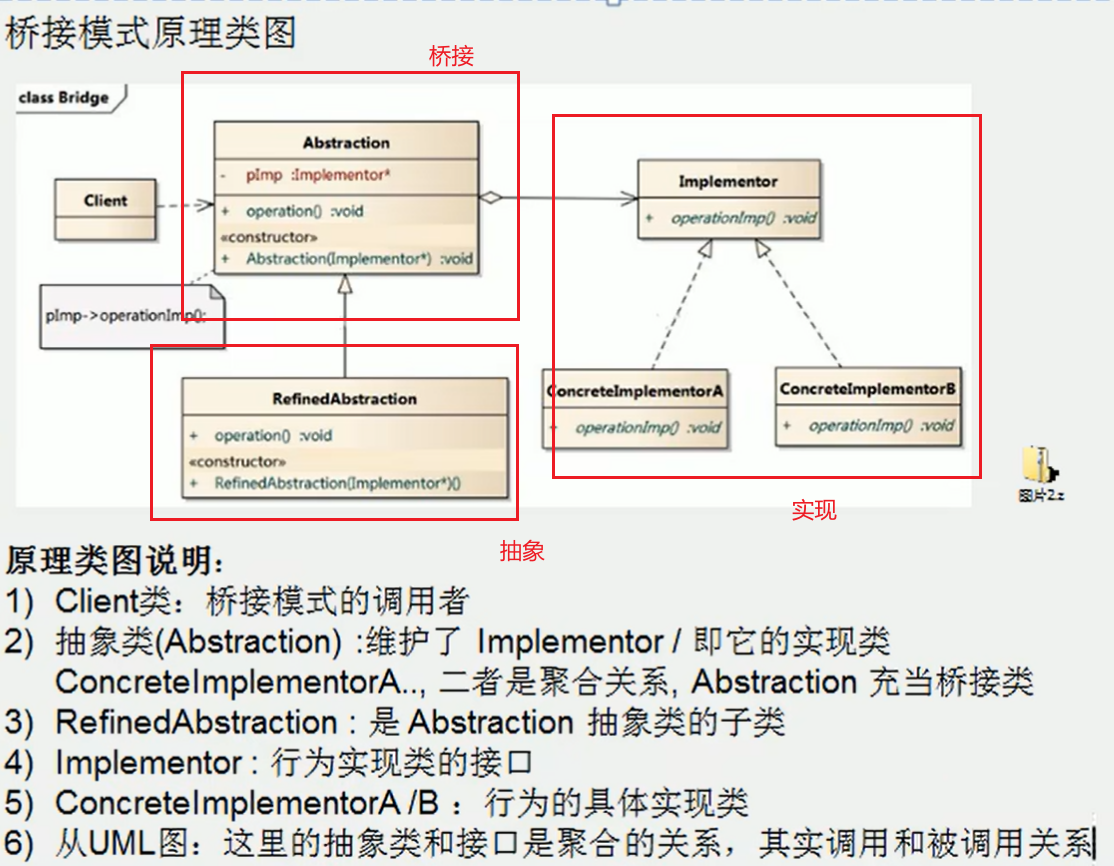 桥接模式原理类图
桥接
class Bridge
Abstraction
- pImp :Implementor*
+ operation() :void
«constructor»
+ Abstraction(Implementor*) :void
Client
Implementor
+ operationImp() :void
pImp->operationImp();
RefinedAbstraction
+ operation() :void
«constructor»
+ RefinedAbstraction(Implementor*)()
ConcreteImplementorA
+ operationImp() :void
ConcreteImplementorB
+ operationImp() :void
图片2.z
实现
抽象
原理类图说明:
1) Client类：桥接模式的调用者
2) 抽象类(Abstraction) :维护了 Implementor / 即它的实现类
ConcreteImplementorA.., 二者是聚合关系, Abstraction 充当桥接类
3) RefinedAbstraction : 是 Abstraction 抽象类的子类
4) Implementor : 行为实现类的接口
5) ConcreteImplementorA /B ：行为的具体实现类
6) 从UML图：这里的抽象类和接口是聚合的关系，其实调用和被调用关系